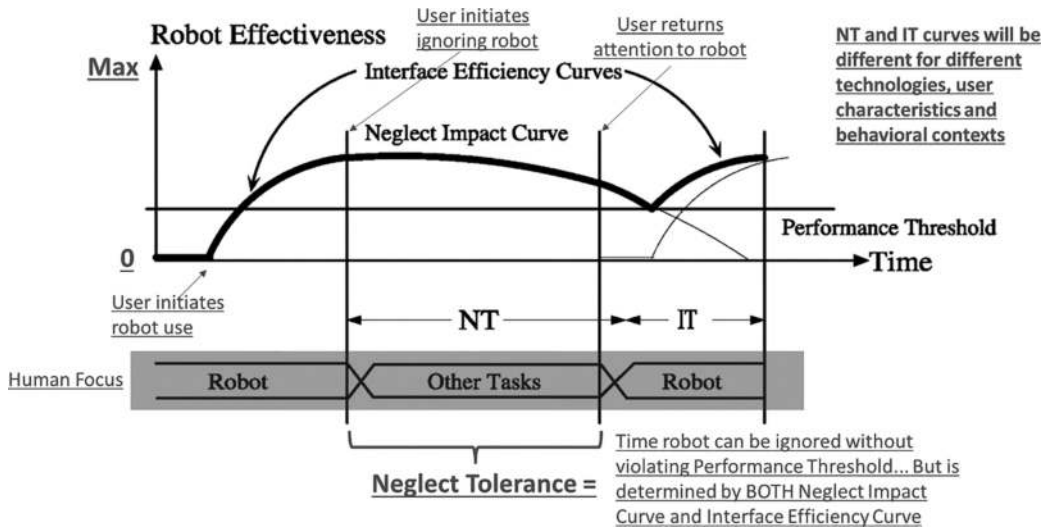 User initiates
ignoring robot
User returns
attention to robot
NT and IT curves will be
different for different
technologies, user
characteristics and
behavioral contexts
Robot Effectiveness
Max
Interface Efficiency Curves
Neglect Impact Curve
Performance Threshold
0
Time
User initiates
robot use
NT
IT
Human Focus
Robot
Other Tasks
Robot
Neglect Tolerance =
Time robot can be ignored without
violating Performance Threshold... But is
determined by BOTH Neglect Impact
Curve and Interface Efficiency Curve